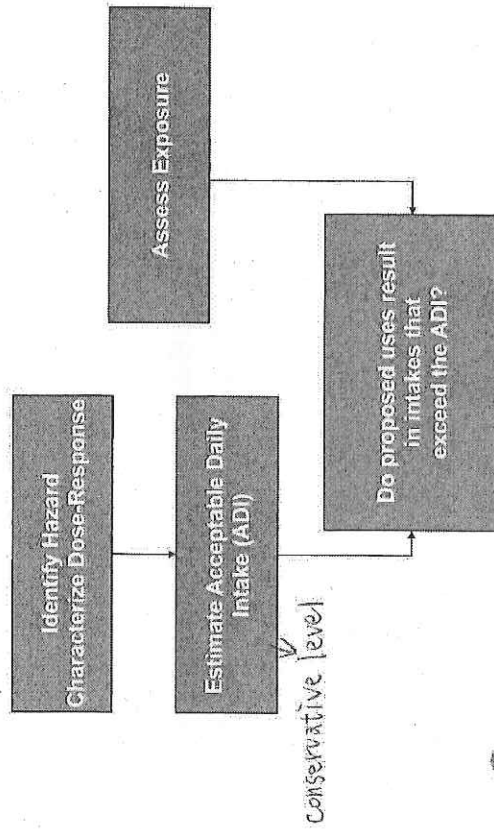 Identify Hazard
Characterize Dose-Response
Estimate Acceptable Daily
Intake (ADI)
conservative level
Assess Exposure
Do proposed uses result
in intakes that
exceed the ADI?